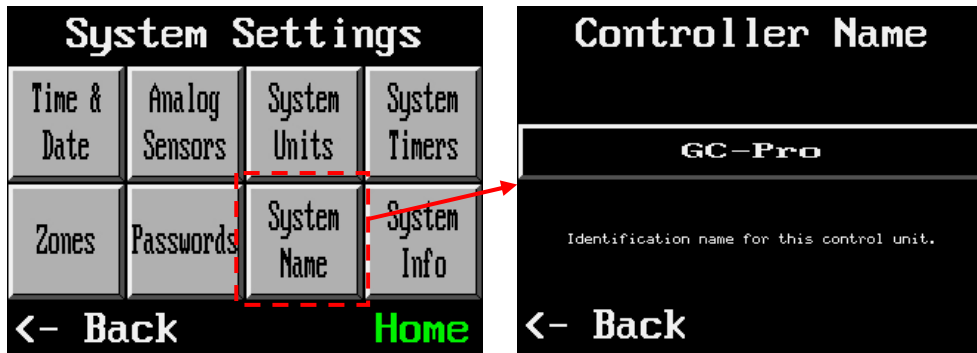 System Settings
Time &
Date
Analog
Sensors
System
Units
System
Timers
Zones
Passwords
System
Name
System
Info
<- Back
Home
Controller Name
GC-Pro
Identification name for this control unit.
<- Back